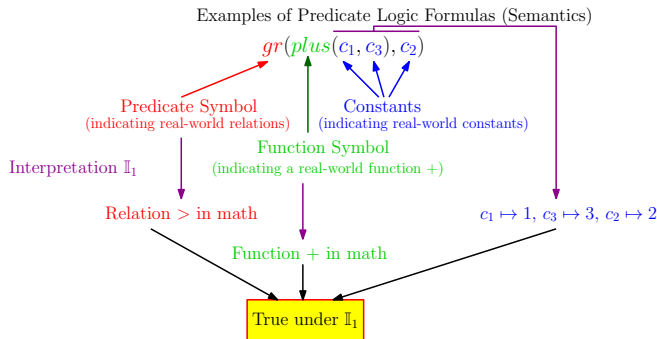 Examples of Predicate Logic Formulas (Semantics)
gr(plus(c₁, c₃), c₂)
Predicate Symbol
(indicating real-world relations)
Constants
(indicating real-world constants)
Function Symbol
(indicating a real-world function +)
Interpretation 𝕀₁
Relation > in math
c₁ ↦ 1, c₃ ↦ 3, c₂ ↦ 2
Function + in math
True under 𝕀₁